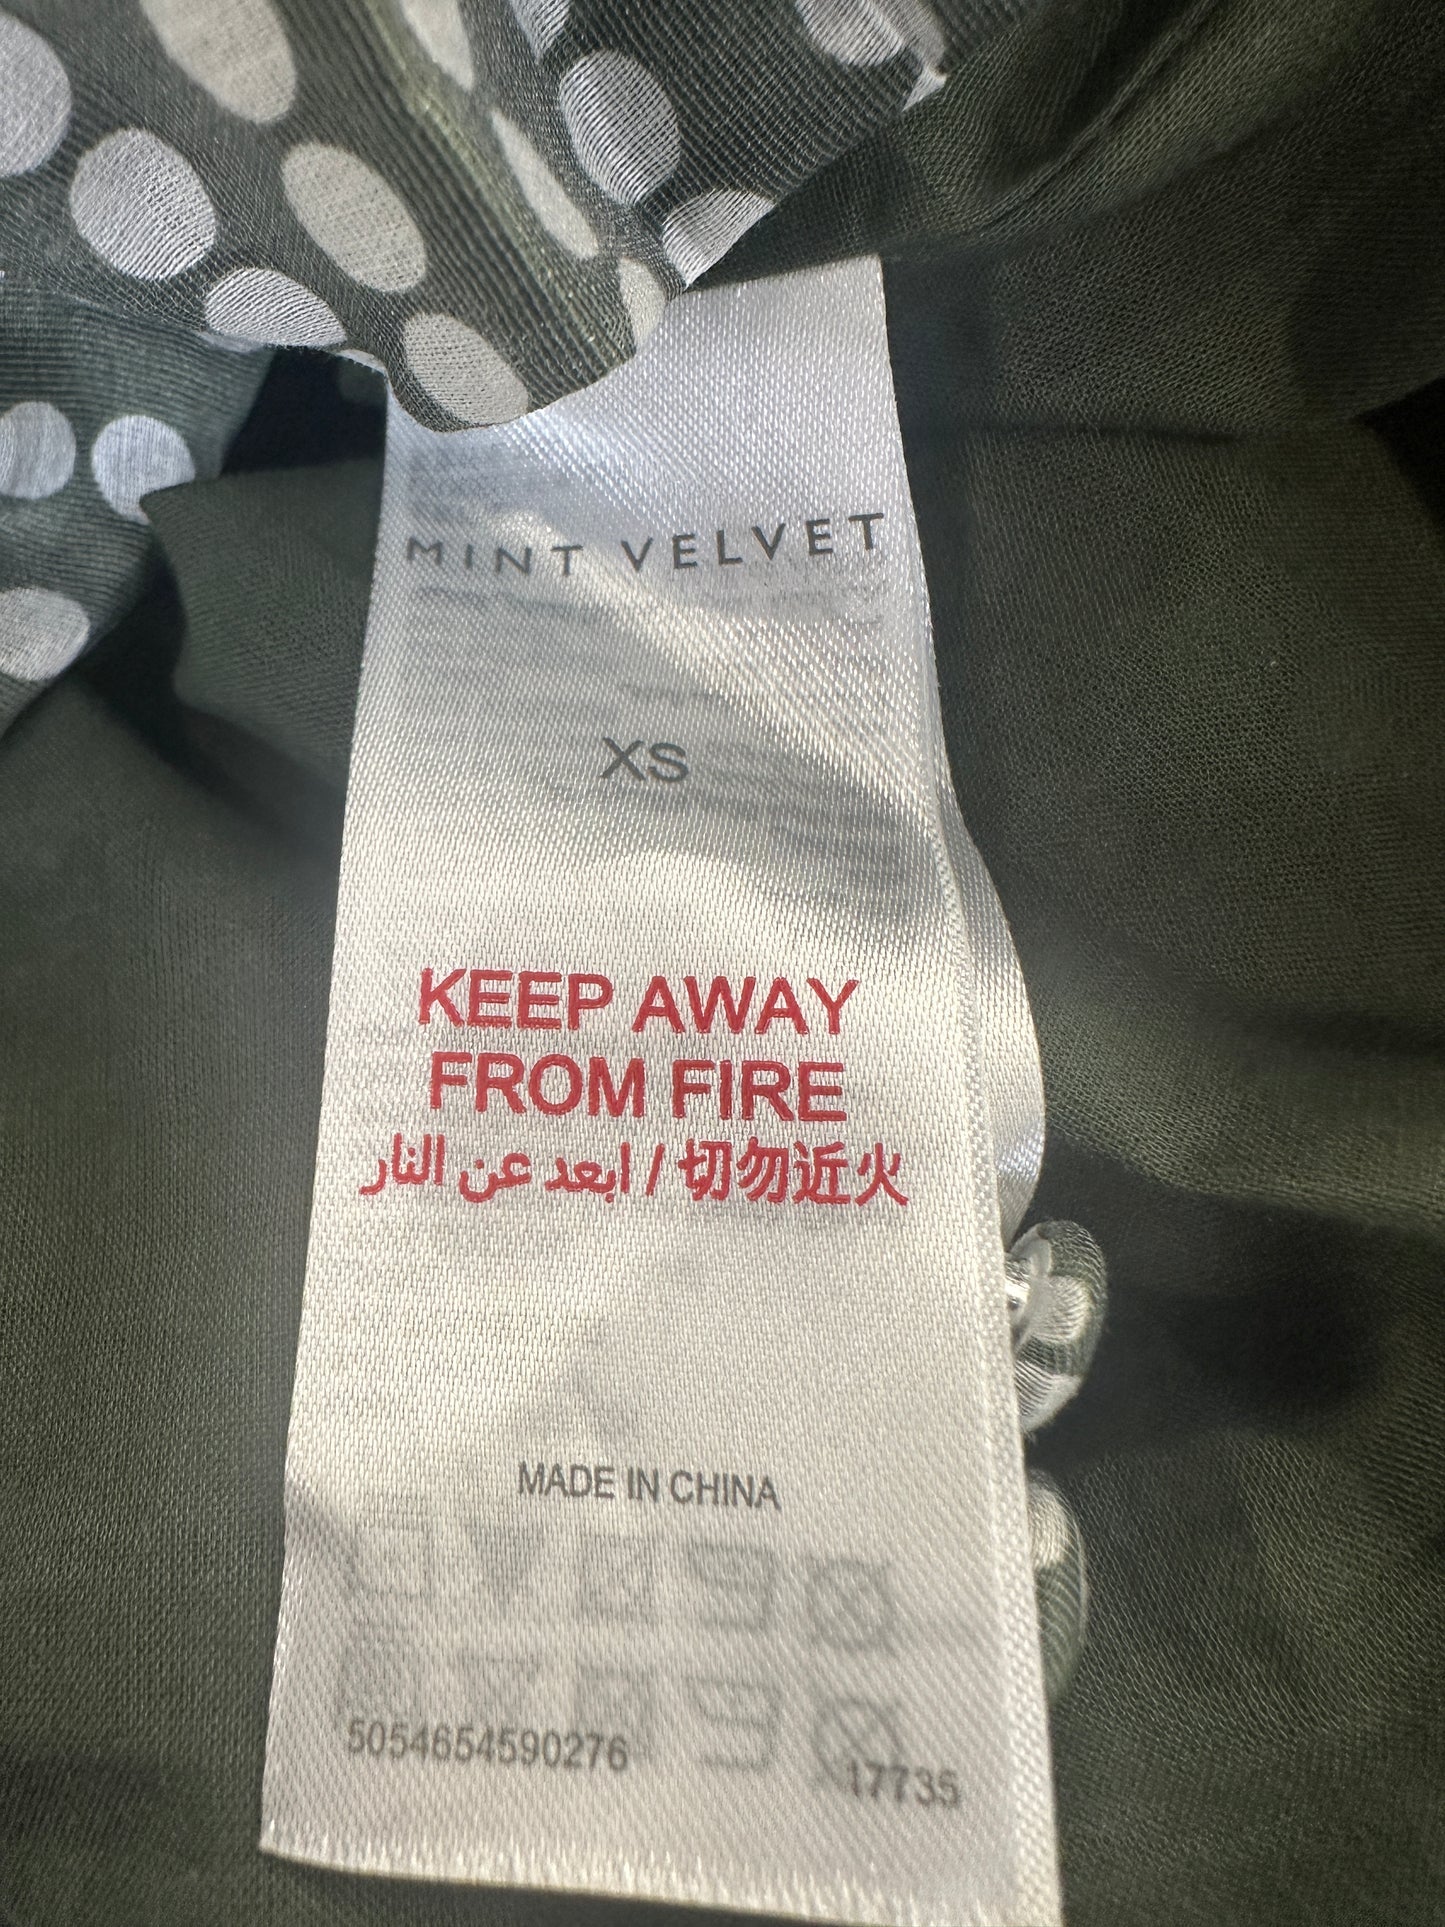 MINT VELVET
XS
KEEP AWAY
FROM FIRE
ابعد عن النار / 切勿近火
MADE IN CHINA
5054654590276
17735